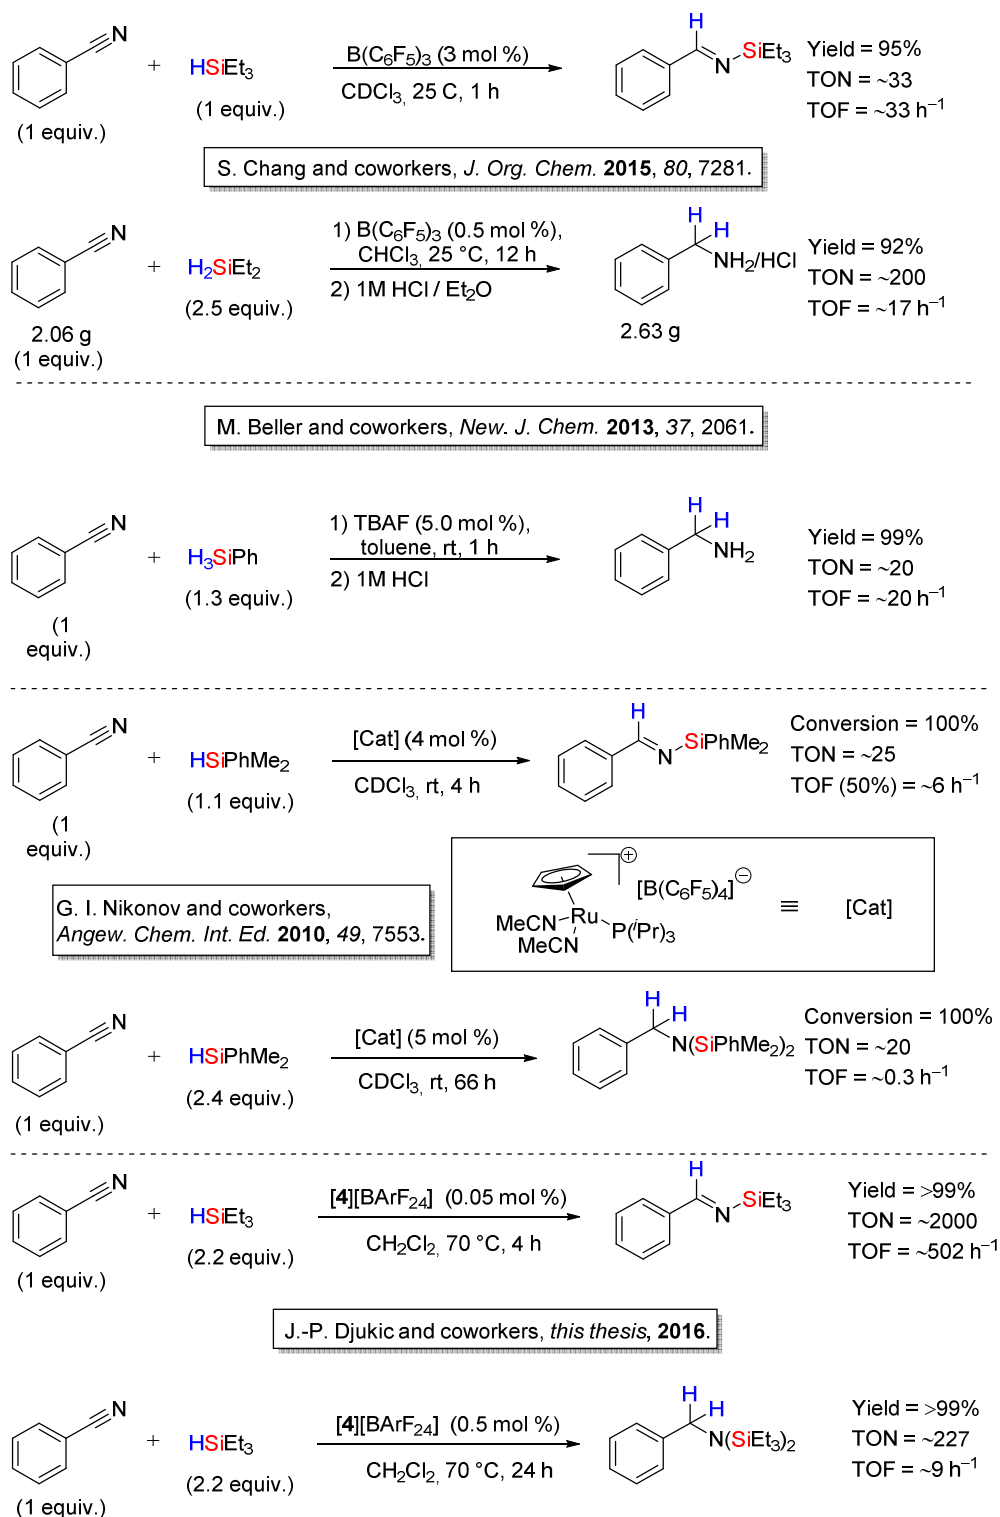 N
+
HSiEt3
(1 equiv.)
(1 equiv.)
B(C6F5)3 (3 mol %)
CDCl3, 25 C, 1 h
H
N
SiEt3
Yield = 95%
TON = ~33
TOF = ~33 h–1
S. Chang and coworkers, J. Org. Chem. 2015, 80, 7281.
N
+
H2SiEt2
(2.5 equiv.)
2.06 g
(1 equiv.)
1) B(C6F5)3 (0.5 mol %),
CHCl3, 25 °C, 12 h
2) 1M HCl / Et2O
H
H
NH2/HCl
2.63 g
Yield = 92%
TON = ~200
TOF = ~17 h–1
M. Beller and coworkers, New. J. Chem. 2013, 37, 2061.
N
+
H3SiPh
(1.3 equiv.)
(1
equiv.)
1) TBAF (5.0 mol %),
toluene, rt, 1 h
2) 1M HCl
H
H
NH2
Yield = 99%
TON = ~20
TOF = ~20 h–1
N
+
HSiPhMe2
(1.1 equiv.)
(1
equiv.)
[Cat] (4 mol %)
CDCl3, rt, 4 h
H
N
SiPhMe2
Conversion = 100%
TON = ~25
TOF (50%) = ~6 h–1
G. I. Nikonov and coworkers,
Angew. Chem. Int. Ed. 2010, 49, 7553.
+
[B(C6F5)4]–
MeCN
Ru
MeCN
P(iPr)3
≡
[Cat]
N
+
HSiPhMe2
(2.4 equiv.)
(1 equiv.)
[Cat] (5 mol %)
CDCl3, rt, 66 h
H
H
N(SiPhMe2)2
Conversion = 100%
TON = ~20
TOF = ~0.3 h–1
N
+
HSiEt3
(2.2 equiv.)
(1 equiv.)
[4][BArF24] (0.05 mol %)
CH2Cl2, 70 °C, 4 h
H
N
SiEt3
Yield = >99%
TON = ~2000
TOF = ~502 h–1
J.-P. Djukic and coworkers, this thesis, 2016.
N
+
HSiEt3
(2.2 equiv.)
(1 equiv.)
[4][BArF24] (0.5 mol %)
CH2Cl2, 70 °C, 24 h
H
H
N(SiEt3)2
Yield = >99%
TON = ~227
TOF = ~9 h–1